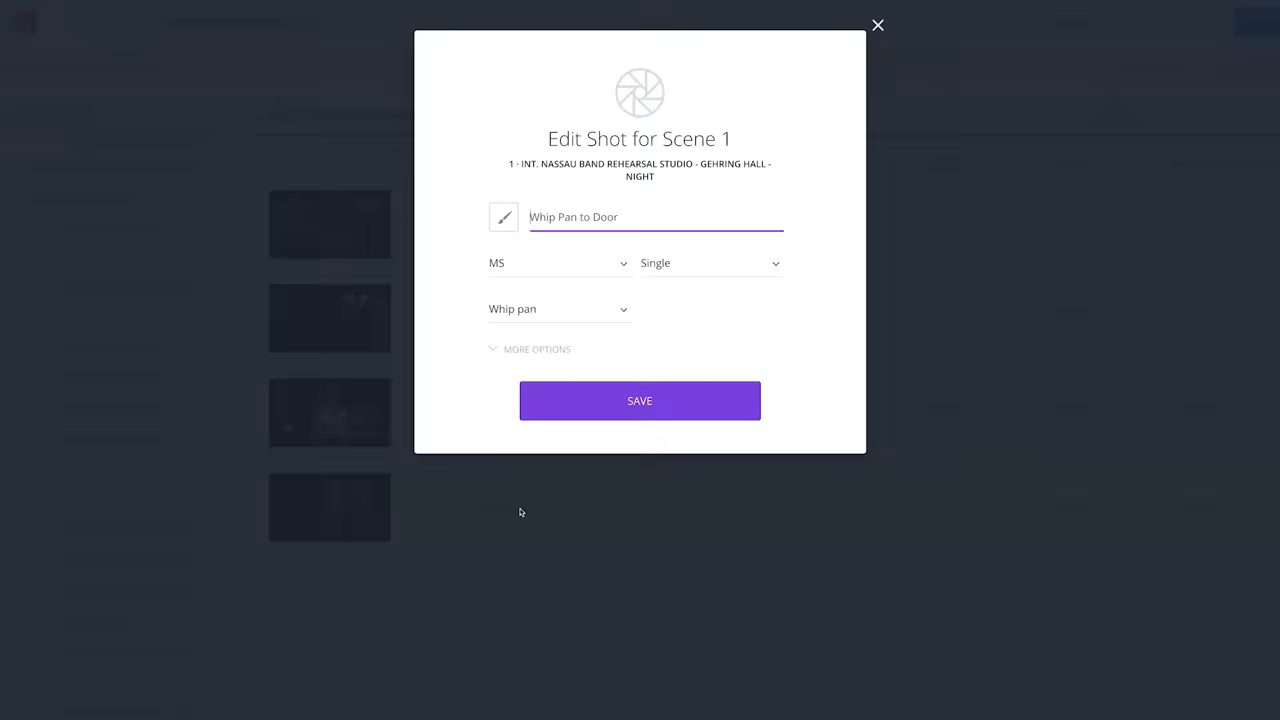 Edit Shot for Scene 1
1 · INT. NASSAU BAND REHEARSAL STUDIO - GEHRING HALL -
NIGHT
Whip Pan to Door
MS
Single
Whip pan
MORE OPTIONS
SAVE